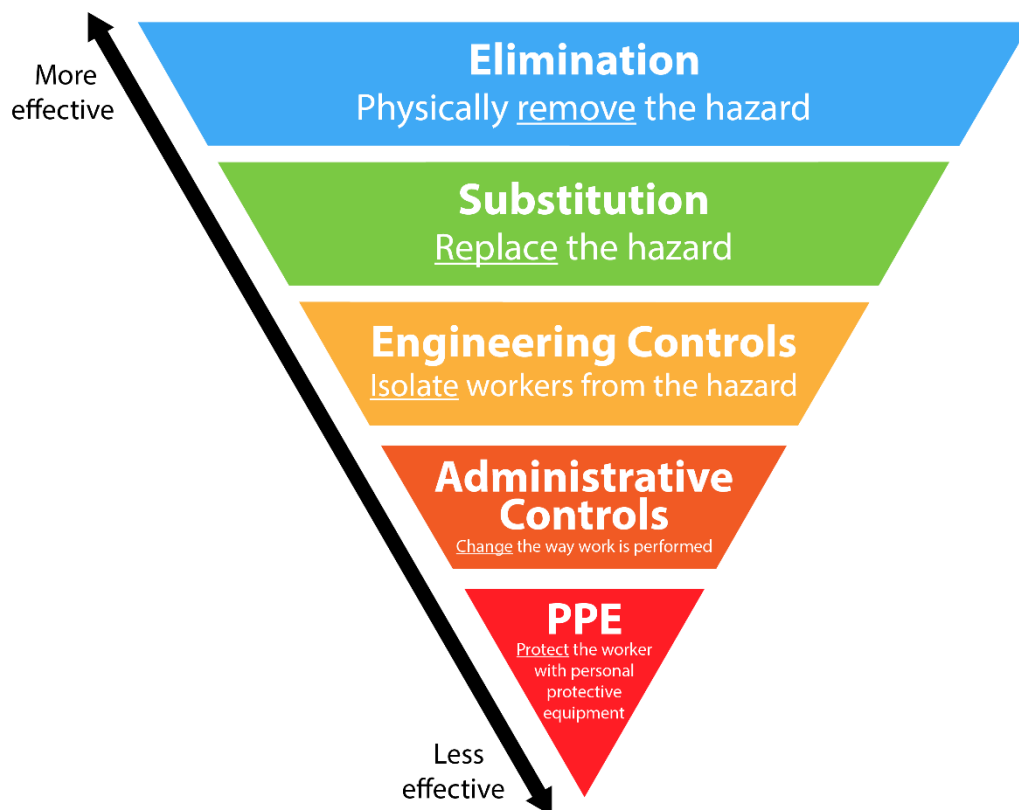 More
effective
Elimination
Physically remove the hazard
Substitution
Replace the hazard
Engineering Controls
Isolate workers from the hazard
Administrative
Controls
Change the way work is performed
PPE
Protect the worker
with personal
protective
equipment
Less
effective